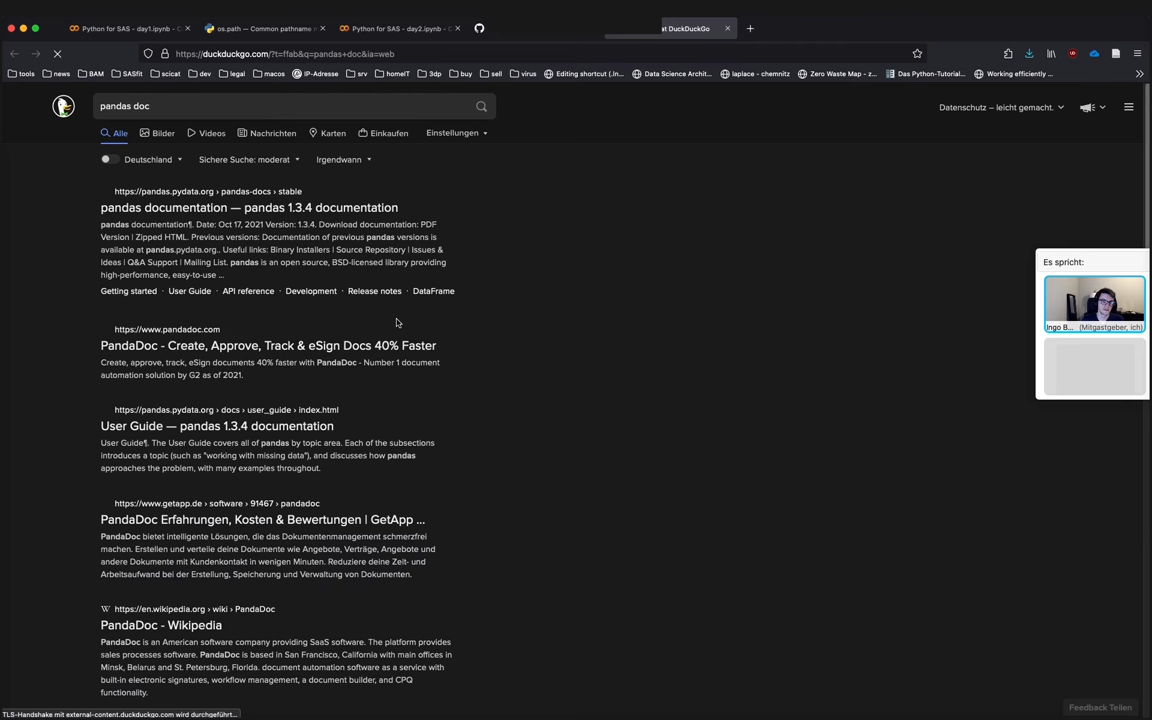 Python for SAS - day1.ipynb - C
os.path — Common pathname m
Python for SAS - day2.ipynb - C
at DuckDuckGo
https://duckduckgo.com/?t=ffab&q=pandas+doc&ia=web
tools news BAM SASfit scicat dev legal macos IP-Adresse srv homeIT 3dp buy sell virus Editing shortcut (.ln... Data Science Archit... laplace - chemnitz Zero Waste Map - z... Das Python-Tutorial... Working efficiently ...
pandas doc
Datenschutz – leicht gemacht.
Alle Bilder Videos Nachrichten Karten Einkaufen Einstellungen
Deutschland Sichere Suche: moderat Irgendwann
https://pandas.pydata.org › pandas-docs › stable
pandas documentation — pandas 1.3.4 documentation
pandas documentation¶. Date: Oct 17, 2021 Version: 1.3.4. Download documentation: PDF
Version | Zipped HTML. Previous versions: Documentation of previous pandas versions is
available at pandas.pydata.org.. Useful links: Binary Installers | Source Repository | Issues &
Ideas | Q&A Support | Mailing List. pandas is an open source, BSD-licensed library providing
high-performance, easy-to-use ...
Getting started · User Guide · API reference · Development · Release notes · DataFrame
https://www.pandadoc.com
PandaDoc - Create, Approve, Track & eSign Docs 40% Faster
Create, approve, track, eSign documents 40% faster with PandaDoc - Number 1 document
automation solution by G2 as of 2021.
https://pandas.pydata.org › docs › user_guide › index.html
User Guide — pandas 1.3.4 documentation
User Guide¶. The User Guide covers all of pandas by topic area. Each of the subsections
introduces a topic (such as "working with missing data"), and discusses how pandas
approaches the problem, with many examples throughout.
https://www.getapp.de › software › 91467 › pandadoc
PandaDoc Erfahrungen, Kosten & Bewertungen | GetApp ...
PandaDoc bietet intelligente Lösungen, die das Dokumentenmanagement schmerzfrei
machen. Erstellen und verteile deine Dokumente wie Angebote, Verträge, Angebote und
andere Dokumente mit Kundenkontakt in wenigen Minuten. Reduziere deine Zeit- und
Arbeitsaufwand bei der Erstellung, Speicherung und Verwaltung von Dokumenten.
W https://en.wikipedia.org › wiki › PandaDoc
PandaDoc - Wikipedia
PandaDoc is an American software company providing SaaS software. The platform provides
sales processes software. PandaDoc is based in San Francisco, California with main offices in
Minsk, Belarus and St. Petersburg, Florida. document automation software as a service with
built-in electronic signatures, workflow management, a document builder, and CPQ
functionality.
Es spricht:
Ingo B... (Mitgastgeber, ich)
Feedback Teilen
TLS-Handshake mit external-content.duckduckgo.com wird durchgeführt...